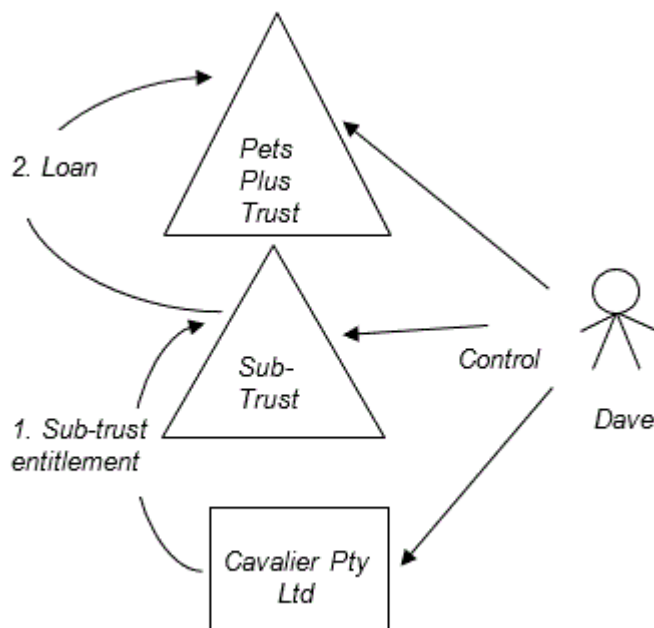 Pets
Plus
Trust
2. Loan
Sub-
Trust
Control
Dave
1. Sub-trust
entitlement
Cavalier Pty
Ltd